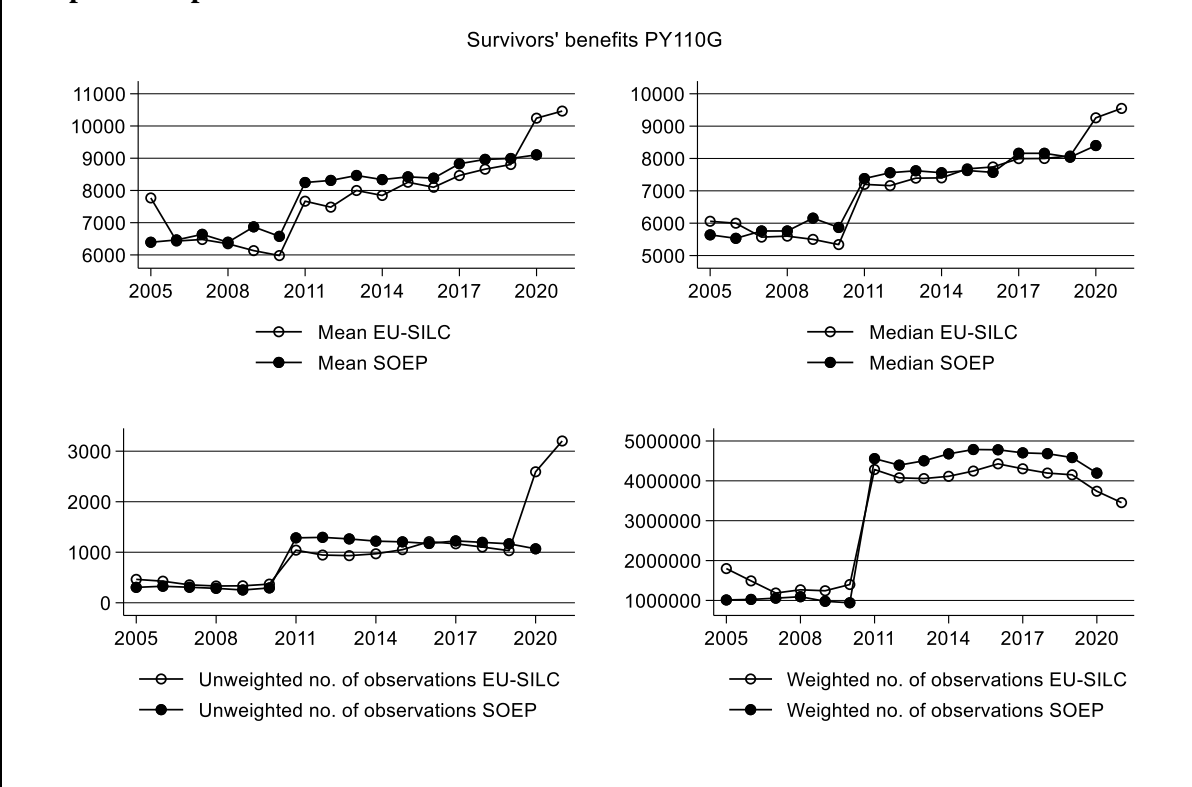 Survivors' benefits PY110G
11000
10000
9000
8000
7000
6000
2005 2008 2011 2014 2017 2020
Mean EU-SILC
Mean SOEP
10000
9000
8000
7000
6000
5000
2005 2008 2011 2014 2017 2020
Median EU-SILC
Median SOEP
3000
2000
1000
0
2005 2008 2011 2014 2017 2020
Unweighted no. of observations EU-SILC
Unweighted no. of observations SOEP
5000000
4000000
3000000
2000000
1000000
2005 2008 2011 2014 2017 2020
Weighted no. of observations EU-SILC
Weighted no. of observations SOEP